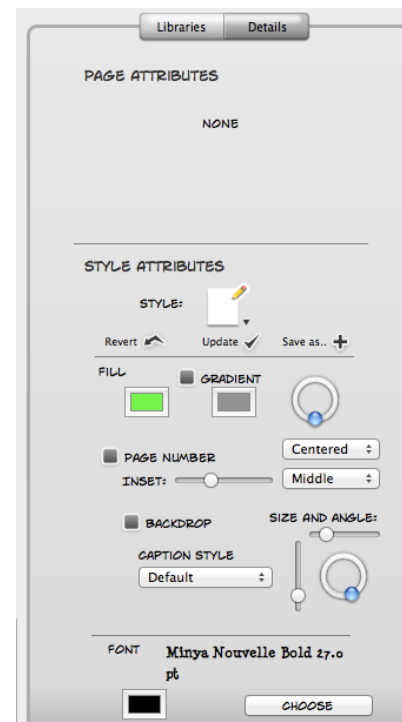 Libraries Details
PAGE ATTRIBUTES
NONE
STYLE ATTRIBUTES
STYLE:
Revert Update Save as..
FILL GRADIENT
PAGE NUMBER Centered
INSET: Middle
BACKDROP SIZE AND ANGLE:
CAPTION STYLE
Default
FONT Minya Nouvelle Bold 27.0
pt
CHOOSE